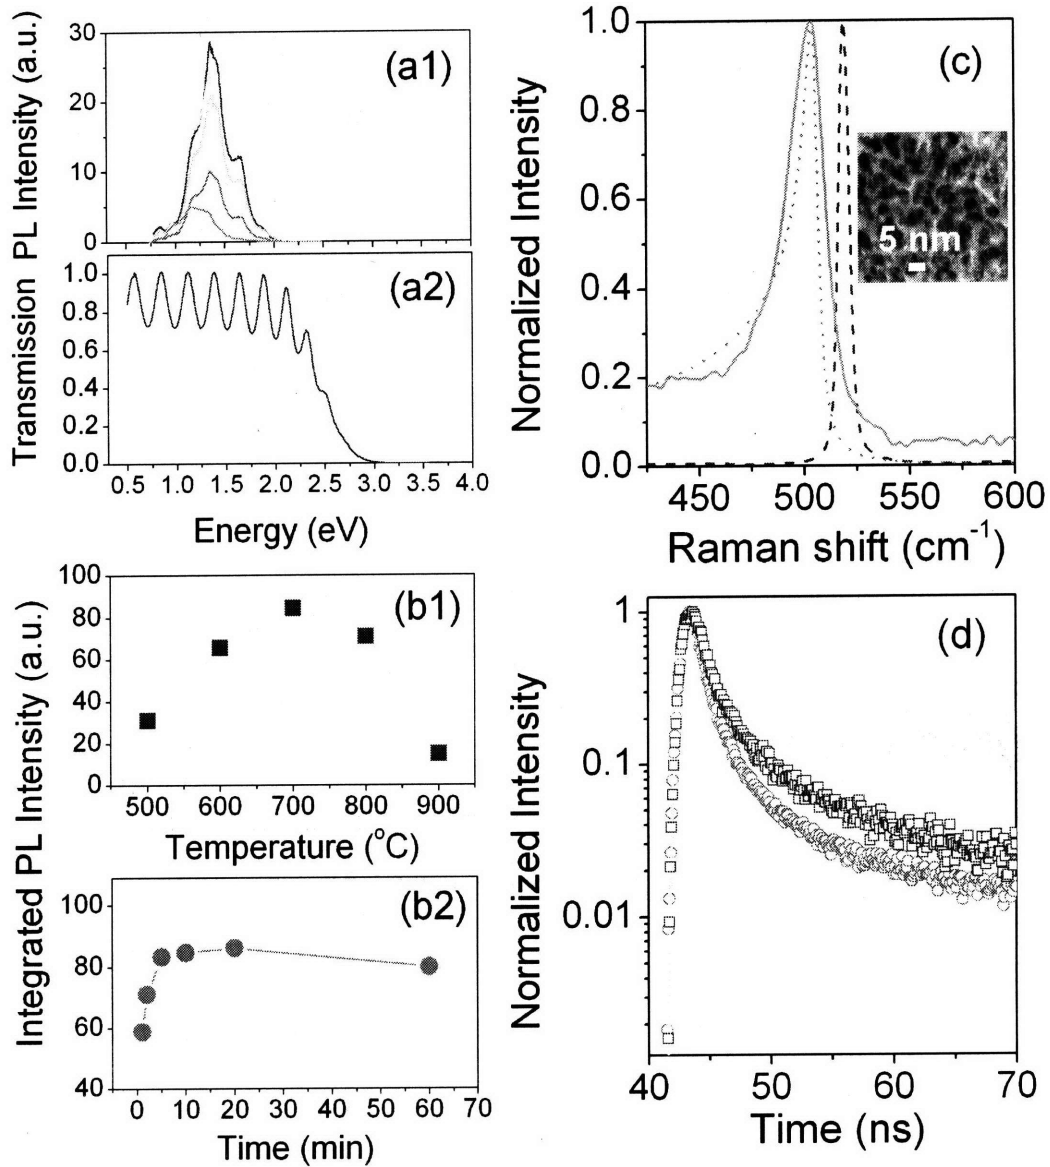 Transmission PL Intensity (a.u.)
30
20
10
0
(a1)
1.0
0.8
0.6
0.4
0.2
0.0
(a2)
0.5 1.0 1.5 2.0 2.5 3.0 3.5 4.0
Energy (eV)
Normalized Intensity
1.0
0.8
0.6
0.4
0.2
0.0
(c)
5 nm
450 500 550 600
Raman shift (cm-1)
Integrated PL Intensity (a.u.)
100
80
60
40
20
0
(b1)
500 600 700 800 900
Temperature (°C)
100
80
60
40
(b2)
0 10 20 30 40 50 60 70
Time (min)
Normalized Intensity
1
0.1
0.01
(d)
40 50 60 70
Time (ns)